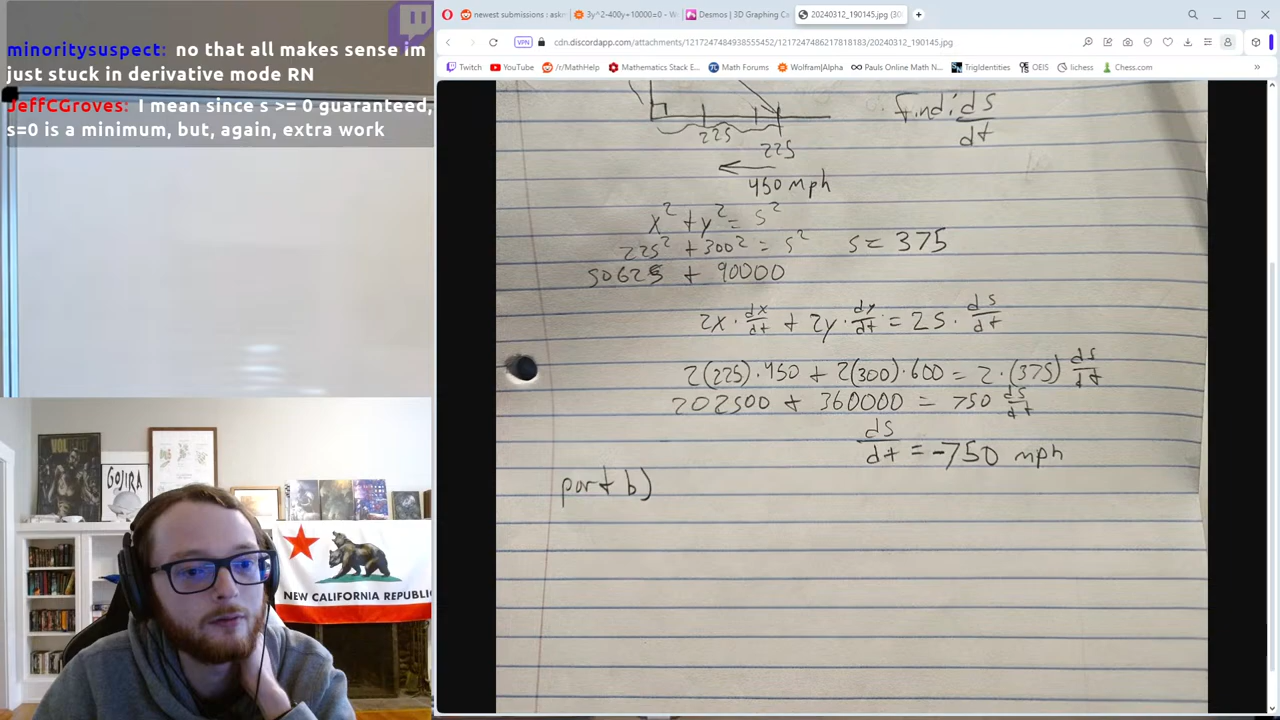 minoritysuspect: no that all makes sense im
just stuck in derivative mode RN
JeffCGroves: I mean since s >= 0 guaranteed,
s=0 is a minimum, but, again, extra work
newest submissions : ask
3y^2-400y=10000=0 - W
Desmos | 3D Graphing C
20240312_190145.jpg (30
VPN
cdn.discordapp.com/attachments/1217247484938555452/1217247486217818183/20240312_190145.jpg
Twitch
YouTube
/r/MathHelp
Mathematics Stack E...
Math Forums
Wolfram|Alpha
Pauls Online Math N...
TrigIdentities
OEIS
lichess
Chess.com
225
225
450 mph
Find: ds/dt
x² + y² = s²
225² + 300² = s² s = 375
50625 + 90000
2x · dx/dt + 2y · dy/dt = 2s · ds/dt
2(225)·450 + 2(300)·600 = 2·(375) ds/dt
202500 + 360000 = 750 ds/dt
ds/dt = -750 mph
part b)
VOLBEAT
GOJIRA
NEW CALIFORNIA REPUBLI